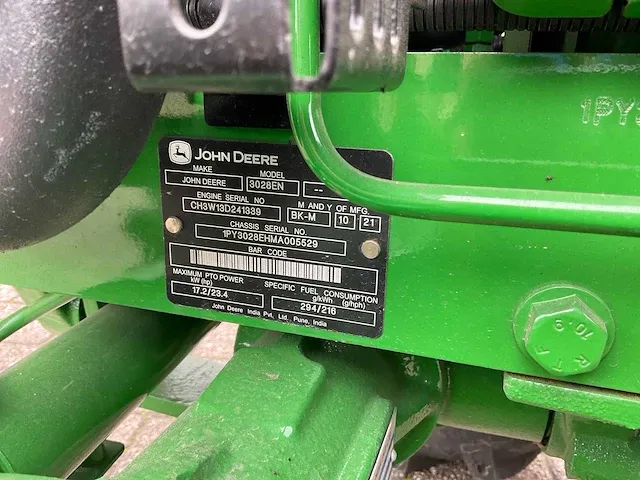 1PY3
JOHN DEERE
MAKE MODEL
JOHN DEERE 3028EN --
ENGINE SERIAL NO M AND Y OF MFG.
CH3W13D241339 BK-M 10 21
CHASSIS SERIAL NO.
1PY3028EHMA005529
BAR CODE
MAXIMUM PTO POWER SPECIFIC FUEL CONSUMPTION
kW (hp) g/kWh (g/hph)
17.2/23.4 294/216
John Deere India Pvt. Ltd., Pune, India
10.9
RTA